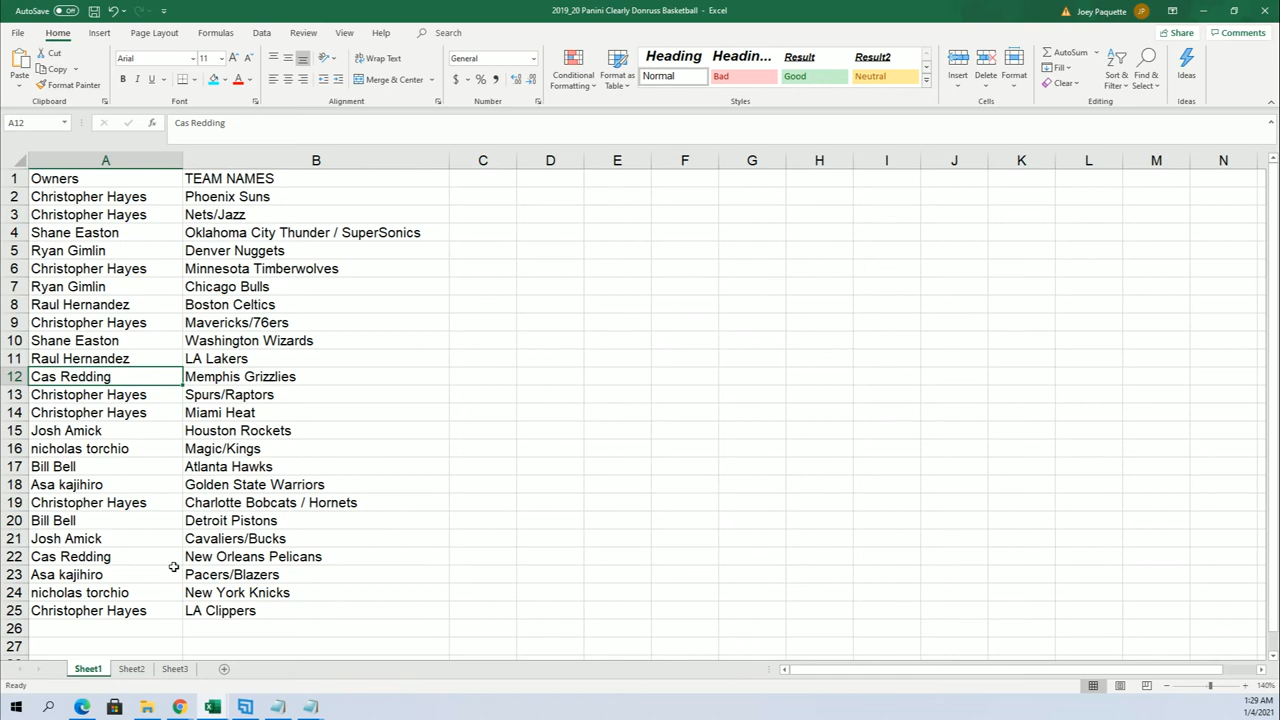 AutoSave Off 2019_20 Panini Clearly Donruss Basketball - Excel Joey Paquette JP
File Home Insert Page Layout Formulas Data Review View Help Search Share Comments
Paste Cut Copy Format Painter Clipboard
Arial 11 A A B I U A Font
ab Wrap Text Merge & Center Alignment
General $ % , Number
Conditional Formatting Format as Table
Heading Headin... Result Result2
Normal Bad Good Neutral Styles
Insert Delete Format Cells
AutoSum Fill Clear Sort & Filter Find & Select Editing
Ideas Ideas
A12 fx Cas Redding
A B C D E F G H I J K L M N
1 Owners TEAM NAMES
2 Christopher Hayes Phoenix Suns
3 Christopher Hayes Nets/Jazz
4 Shane Easton Oklahoma City Thunder / SuperSonics
5 Ryan Gimlin Denver Nuggets
6 Christopher Hayes Minnesota Timberwolves
7 Ryan Gimlin Chicago Bulls
8 Raul Hernandez Boston Celtics
9 Christopher Hayes Mavericks/76ers
10 Shane Easton Washington Wizards
11 Raul Hernandez LA Lakers
12 Cas Redding Memphis Grizzlies
13 Christopher Hayes Spurs/Raptors
14 Christopher Hayes Miami Heat
15 Josh Amick Houston Rockets
16 nicholas torchio Magic/Kings
17 Bill Bell Atlanta Hawks
18 Asa kajihiro Golden State Warriors
19 Christopher Hayes Charlotte Bobcats / Hornets
20 Bill Bell Detroit Pistons
21 Josh Amick Cavaliers/Bucks
22 Cas Redding New Orleans Pelicans
23 Asa kajihiro Pacers/Blazers
24 nicholas torchio New York Knicks
25 Christopher Hayes LA Clippers
26
27
Sheet1 Sheet2 Sheet3
Ready 140%
1:29 AM
1/4/2021